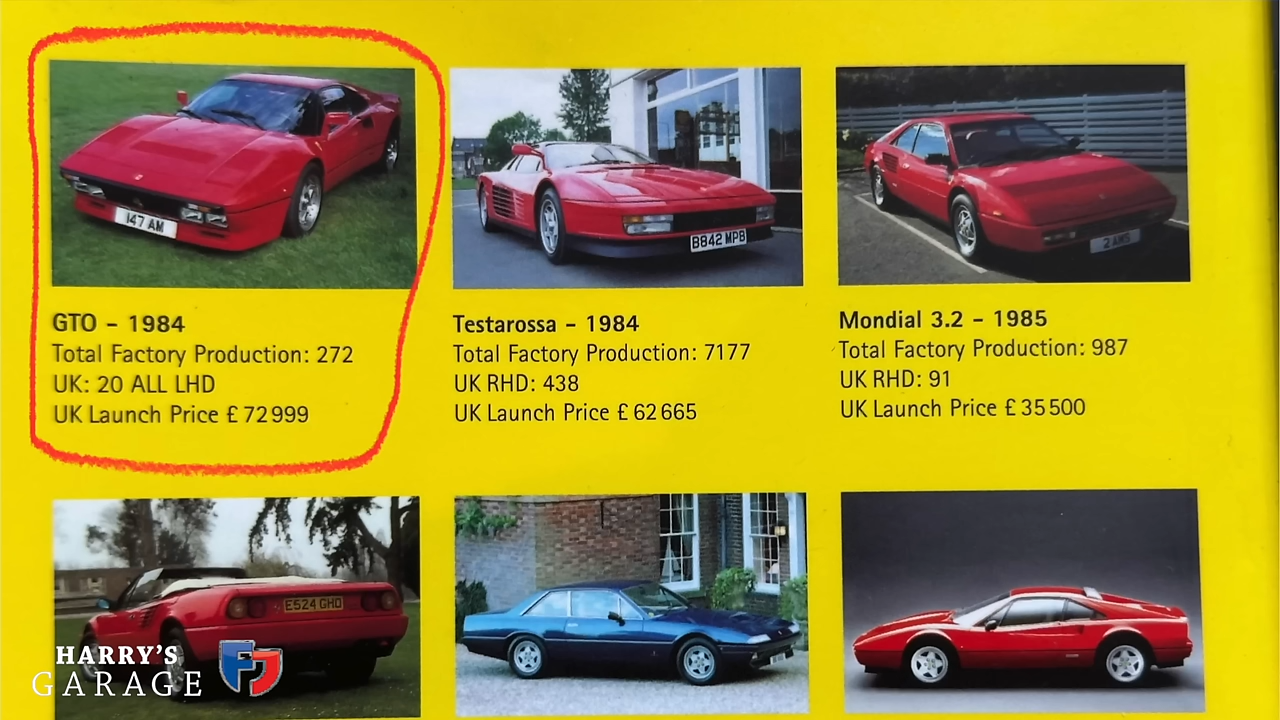 147 AM
B842 MPB
2 AMS
GTO - 1984
Total Factory Production: 272
UK: 20 ALL LHD
UK Launch Price £72999
Testarossa - 1984
Total Factory Production: 7177
UK RHD: 438
UK Launch Price £62665
Mondial 3.2 - 1985
Total Factory Production: 987
UK RHD: 91
UK Launch Price £35500
E524 GHD
HARRY'S
GARAGE